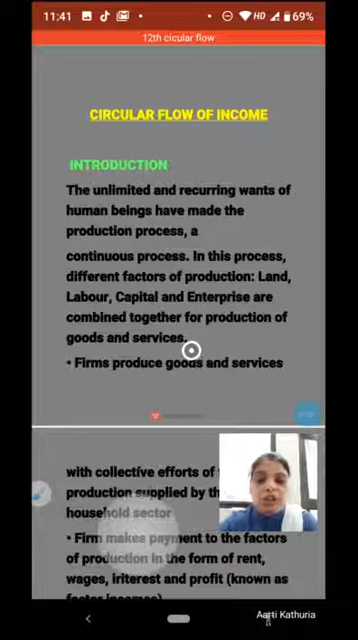 11:41
HD
69%
12th circular flow
CIRCULAR FLOW OF INCOME
INTRODUCTION
The unlimited and recurring wants of
human beings have made the
production process, a
continuous process. In this process,
different factors of production: Land,
Labour, Capital and Enterprise are
combined together for production of
goods and services.
• Firms produce goods and services
with collective efforts of
production supplied by
household sector
• Firm makes payment to the factors
of production in the form of rent,
wages, iriterest and profit (known as
factor incomes)
Aarti Kathuria